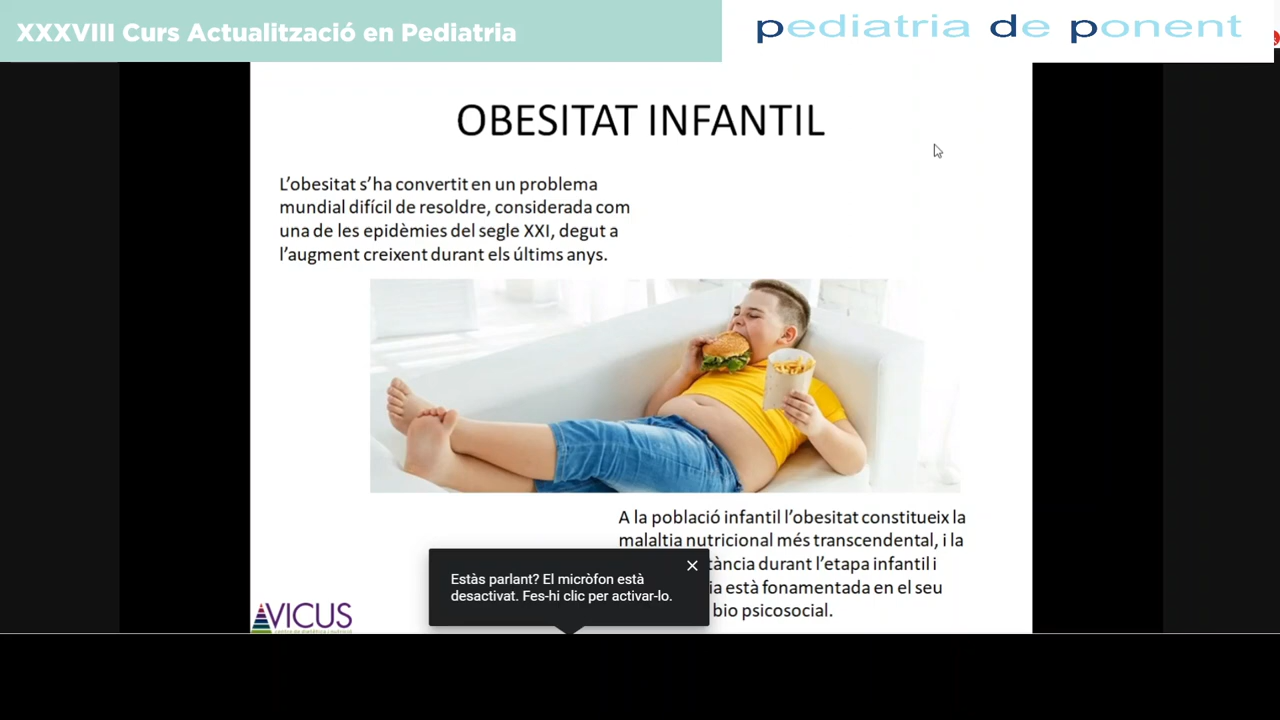 XXXVIII Curs Actualització en Pediatria
pediatria de ponent
OBESITAT INFANTIL
L’obesitat s’ha convertit en un problema
mundial difícil de resoldre, considerada com
una de les epidèmies del segle XXI, degut a
l’augment creixent durant els últims anys.
A la població infantil l’obesitat constitueix la
malaltia nutricional més transcendental, i la
tància durant l’etapa infantil i
ia està fonamentada en el seu
bio psicosocial.
Estàs parlant? El micròfon està
desactivat. Fes-hi clic per activar-lo.
VICUS